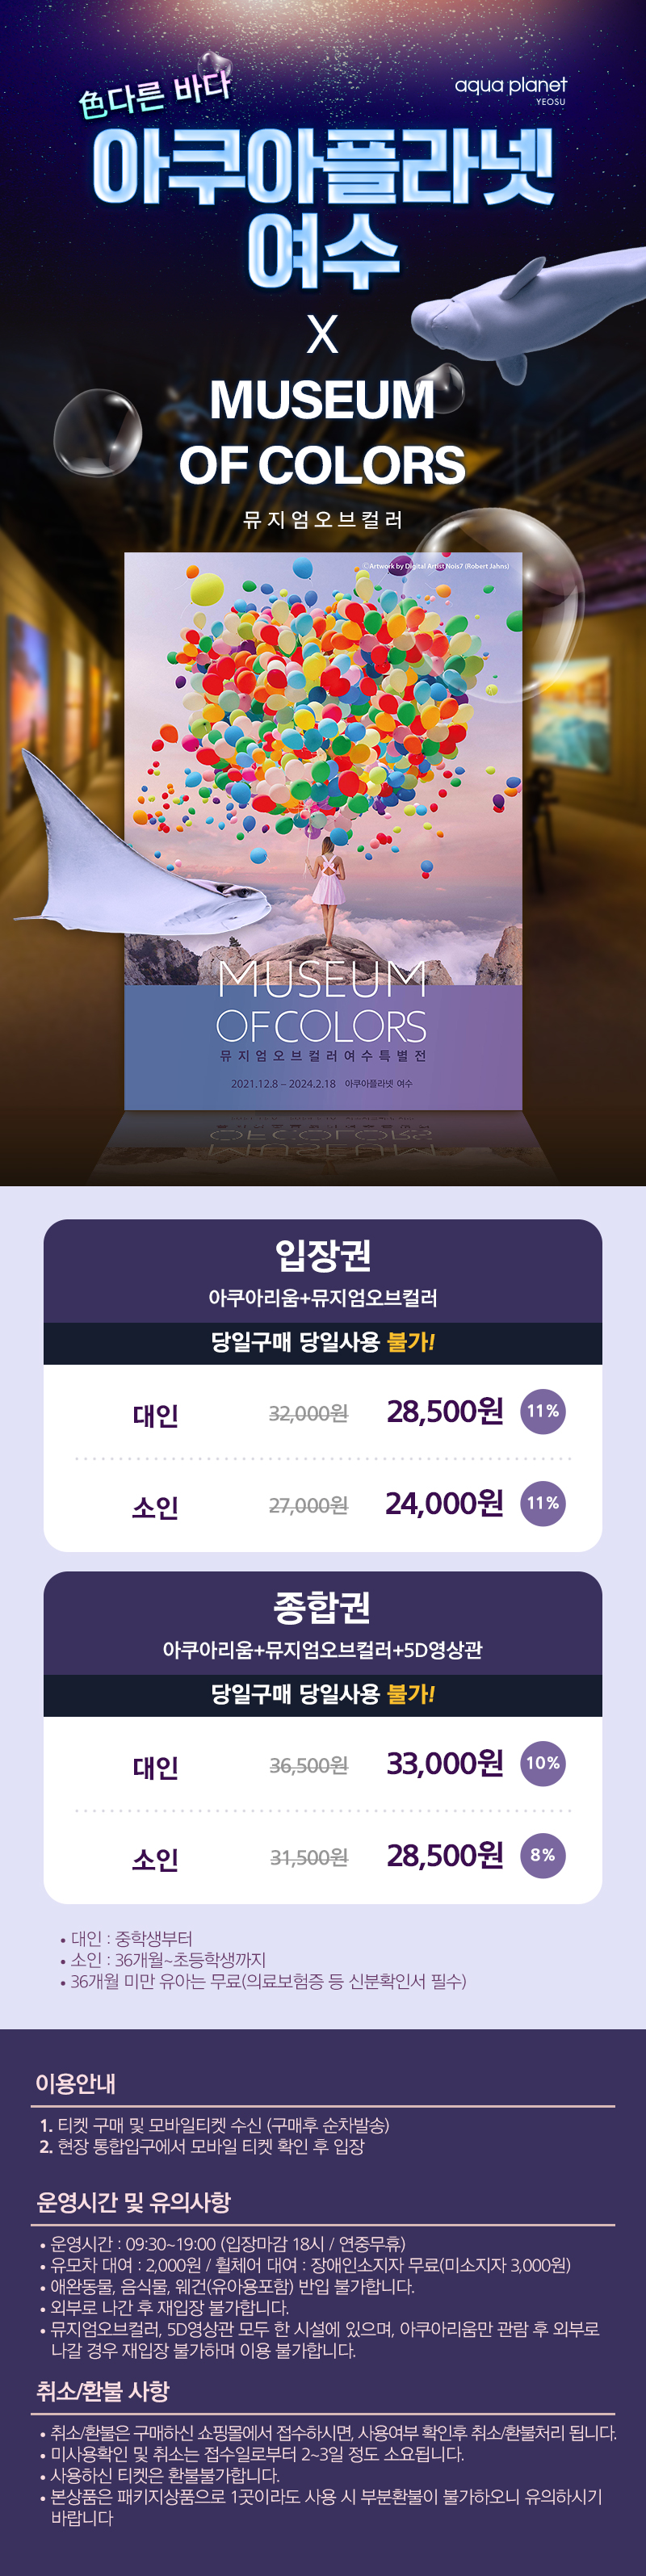 色다른 바다
aqua planet
YEOSU
아쿠아플라넷
여수
X
MUSEUM
OF COLORS
뮤지엄오브컬러
©Artwork by Digital Artist Nois7 (Robert Jahns)
MUSEUM
OF COLORS
뮤지엄오브컬러여수특별전
2021.12.8 – 2024.2.18 아쿠아플라넷 여수
입장권
아쿠아리움+뮤지엄오브컬러
당일구매 당일사용 불가!
대인 32,000원 28,500원 11%
소인 27,000원 24,000원 11%
종합권
아쿠아리움+뮤지엄오브컬러+5D영상관
당일구매 당일사용 불가!
대인 36,500원 33,000원 10%
소인 31,500원 28,500원 8%
• 대인 : 중학생부터
• 소인 : 36개월~초등학생까지
• 36개월 미만 유아는 무료(의료보험증 등 신분확인서 필수)
이용안내
1. 티켓 구매 및 모바일티켓 수신 (구매후 순차발송)
2. 현장 통합입구에서 모바일 티켓 확인 후 입장
운영시간 및 유의사항
• 운영시간 : 09:30~19:00 (입장마감 18시 / 연중무휴)
• 유모차 대여 : 2,000원 / 휠체어 대여 : 장애인소지자 무료(미소지자 3,000원)
• 애완동물, 음식물, 웨건(유아용포함) 반입 불가합니다.
• 외부로 나간 후 재입장 불가합니다.
• 뮤지엄오브컬러, 5D영상관 모두 한 시설에 있으며, 아쿠아리움만 관람 후 외부로
나갈 경우 재입장 불가하며 이용 불가합니다.
취소/환불 사항
• 취소/환불은 구매하신 쇼핑몰에서 접수하시면, 사용여부 확인후 취소/환불처리 됩니다.
• 미사용확인 및 취소는 접수일로부터 2~3일 정도 소요됩니다.
• 사용하신 티켓은 환불불가합니다.
• 본상품은 패키지상품으로 1곳이라도 사용 시 부분환불이 불가하오니 유의하시기
바랍니다